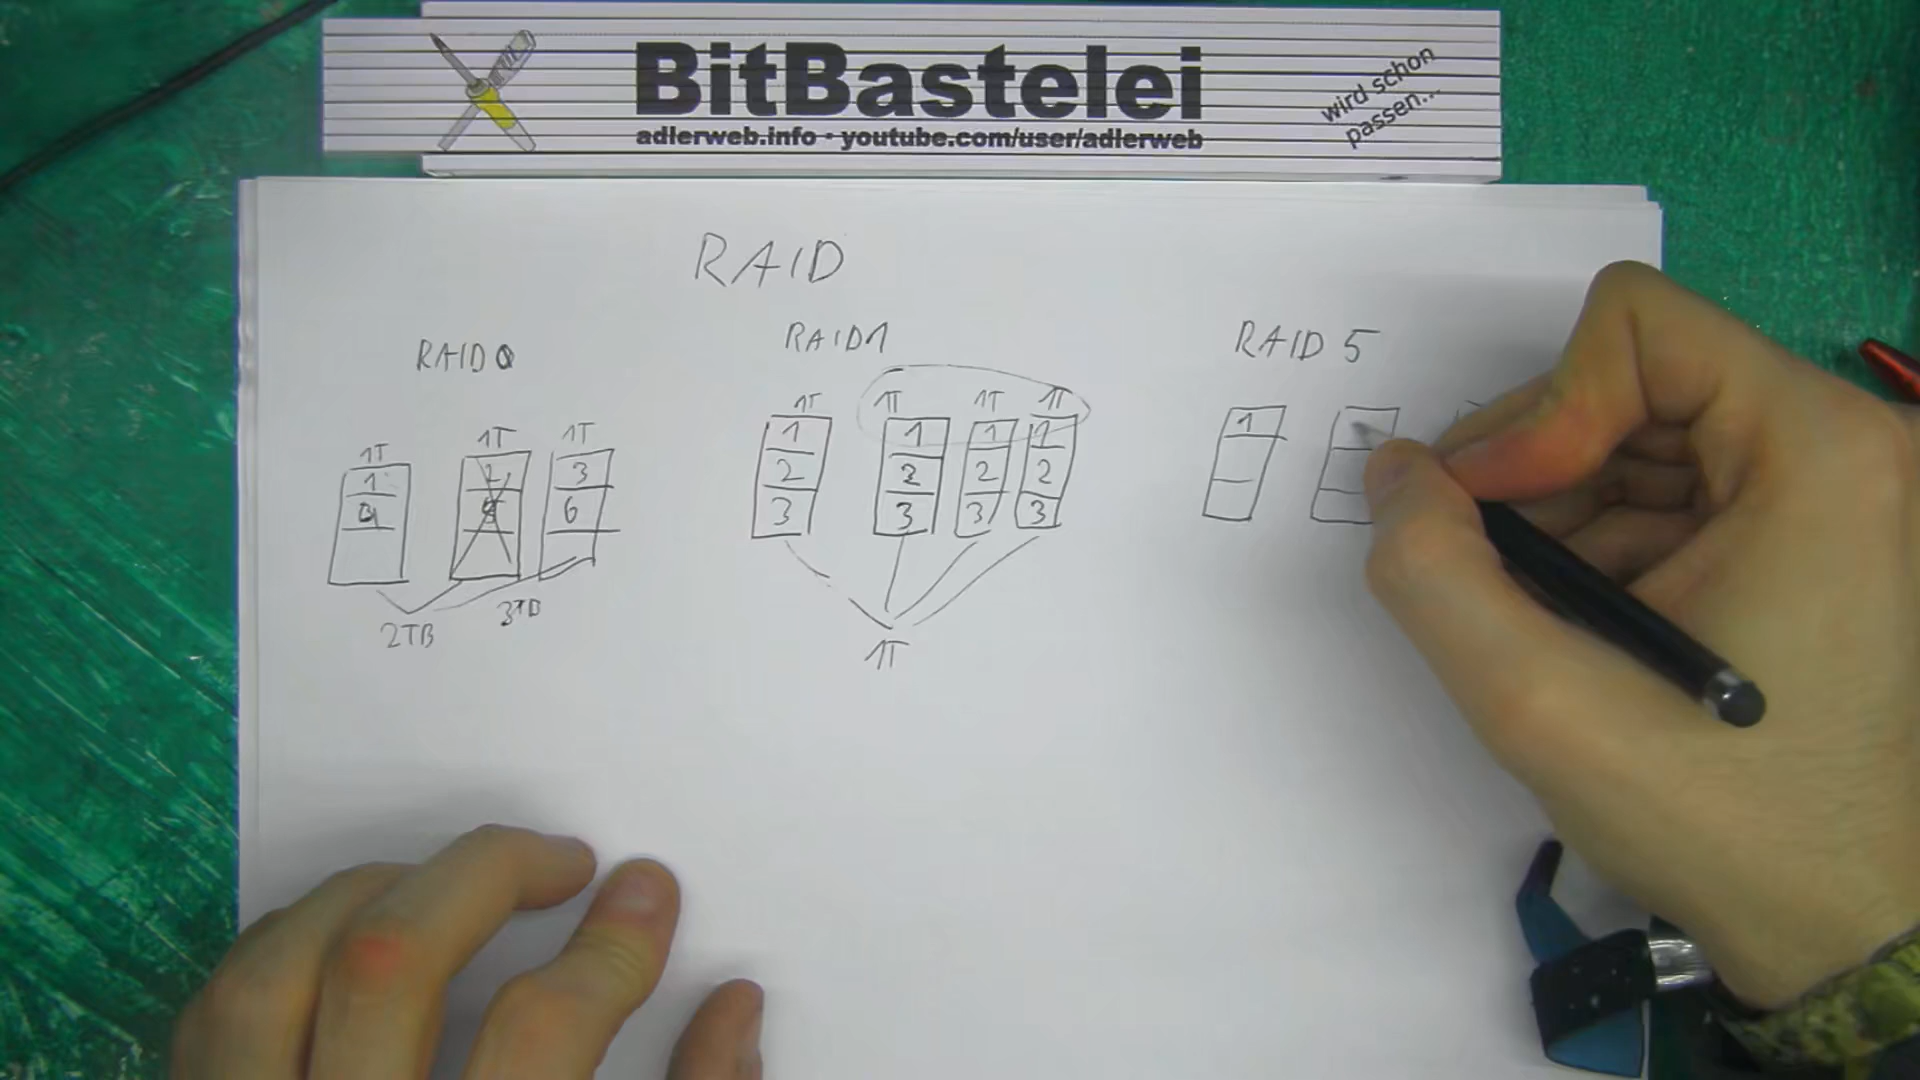 BitBastelei
adlerweb.info - youtube.com/user/adlerweb
wird schon
passen...
RAID
RAID0
RAID1
RAID 5
1T 1T 1T
1 3
6
2TB 3TB
1T 1T 1T 1T
1 1 1 1
2 2 2 2
3 3 3 3
1T
1